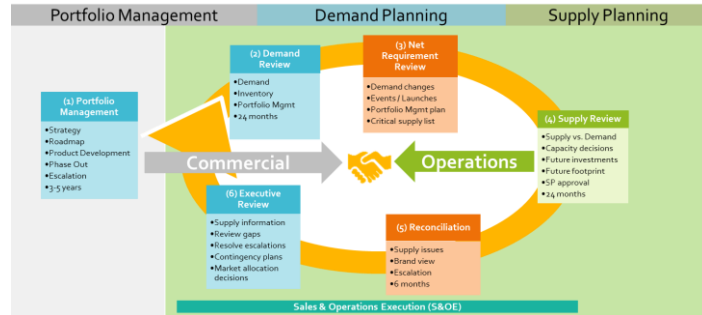 Portfolio Management
Demand Planning
Supply Planning
(1) Portfolio
Management
•Strategy
•Roadmap
•Product Development
•Phase Out
•Escalation
•3-5 years
(2) Demand
Review
•Demand
•Inventory
•Portfolio Mgmt
•24 months
(3) Net
Requirement
Review
•Demand changes
•Events / Launches
•Portfolio Mgmt plan
•Critical supply list
(4) Supply Review
•Supply vs. Demand
•Capacity decisions
•Future investments
•Future footprint
•SP approval
•24 months
Commercial
Operations
(5) Reconciliation
•Supply issues
•Brand view
•Escalation
•6 months
(6) Executive
Review
•Supply information
•Review gaps
•Resolve escalations
•Contingency plans
•Market allocation
decisions
Sales & Operations Execution (S&OE)